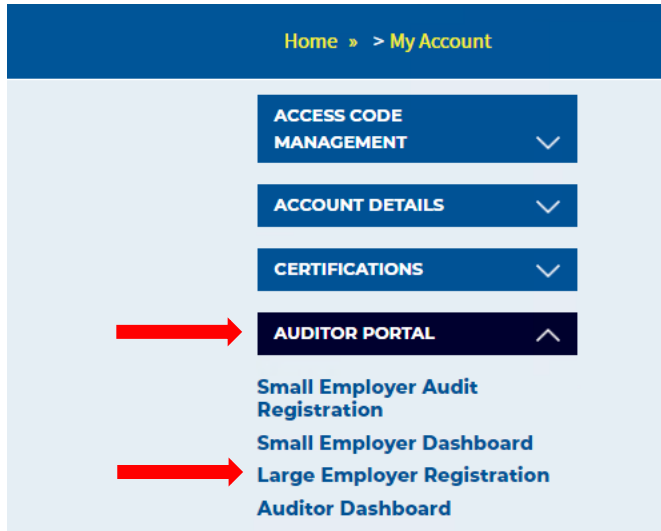 Home » > My Account
ACCESS CODE
MANAGEMENT
ACCOUNT DETAILS
CERTIFICATIONS
AUDITOR PORTAL
Small Employer Audit
Registration
Small Employer Dashboard
Large Employer Registration
Auditor Dashboard